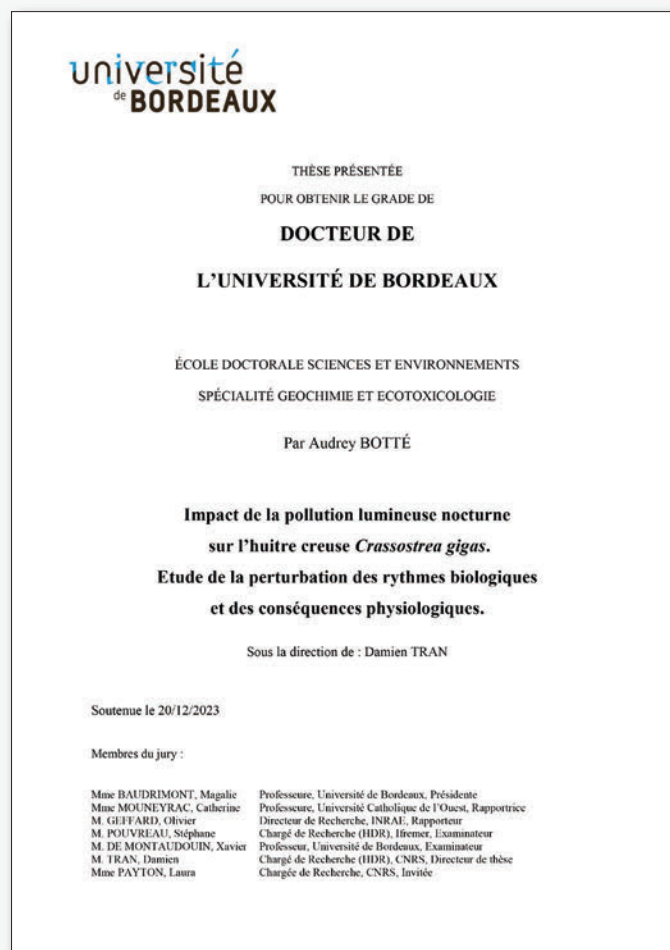 université
de BORDEAUX
THÈSE PRÉSENTÉE
POUR OBTENIR LE GRADE DE
DOCTEUR DE
L’UNIVERSITÉ DE BORDEAUX
ÉCOLE DOCTORALE SCIENCES ET ENVIRONNEMENTS
SPÉCIALITÉ GEOCHIMIE ET ECOTOXICOLOGIE
Par Audrey BOTTÉ
Impact de la pollution lumineuse nocturne
sur l’huitre creuse Crassostrea gigas.
Etude de la perturbation des rythmes biologiques
et des conséquences physiologiques.
Sous la direction de : Damien TRAN
Soutenue le 20/12/2023
Membres du jury :
Mme BAUDRIMONT, Magalie Professeure, Université de Bordeaux, Présidente
Mme MOUNEYRAC, Catherine Professeure, Université Catholique de l’Ouest, Rapportrice
M. GEFFARD, Olivier Directeur de Recherche, INRAE, Rapporteur
M. POUVREAU, Stéphane Chargé de Recherche (HDR), Ifremer, Examinateur
M. DE MONTAUDOUIN, Xavier Professeur, Université de Bordeaux, Examinateur
M. TRAN, Damien Chargé de Recherche (HDR), CNRS, Directeur de thèse
Mme PAYTON, Laura Chargée de Recherche, CNRS, Invitée